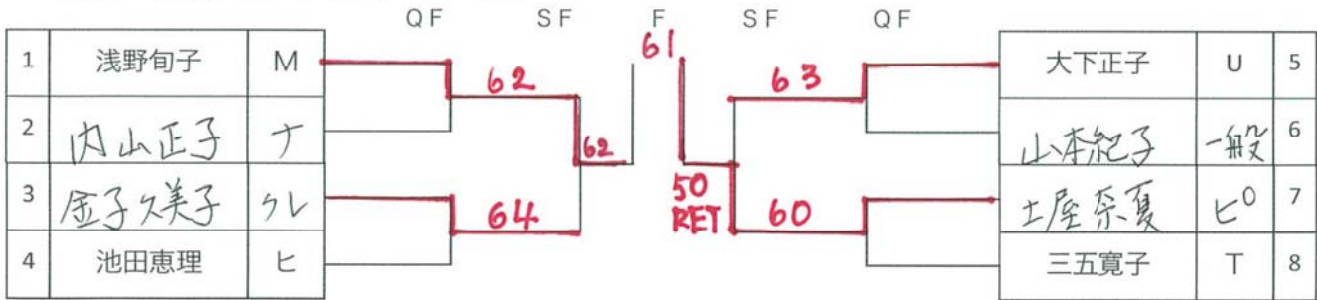 QF SF F SF QF
1 浅野旬子 M
2 内山正子 ナ
3 金子久美子 クレ
4 池田恵理 ヒ
62
64
62
61
63
50
RET
60
大下正子 U 5
山本紀子 一般 6
土屋奈夏 ピ 7
三五寛子 T 8